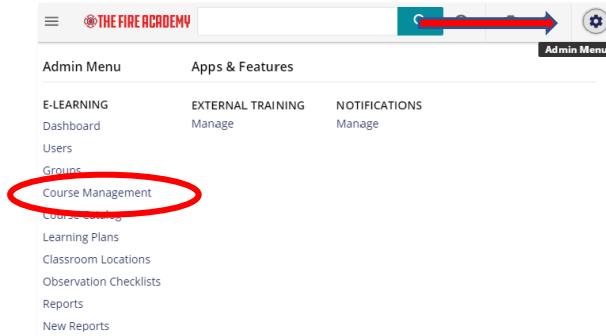 THE FIRE ACADEMY
Admin Menu
Admin Menu Apps & Features
E-LEARNING EXTERNAL TRAINING NOTIFICATIONS
Dashboard Manage Manage
Users
Groups
Course Management
Course Catalog
Learning Plans
Classroom Locations
Observation Checklists
Reports
New Reports